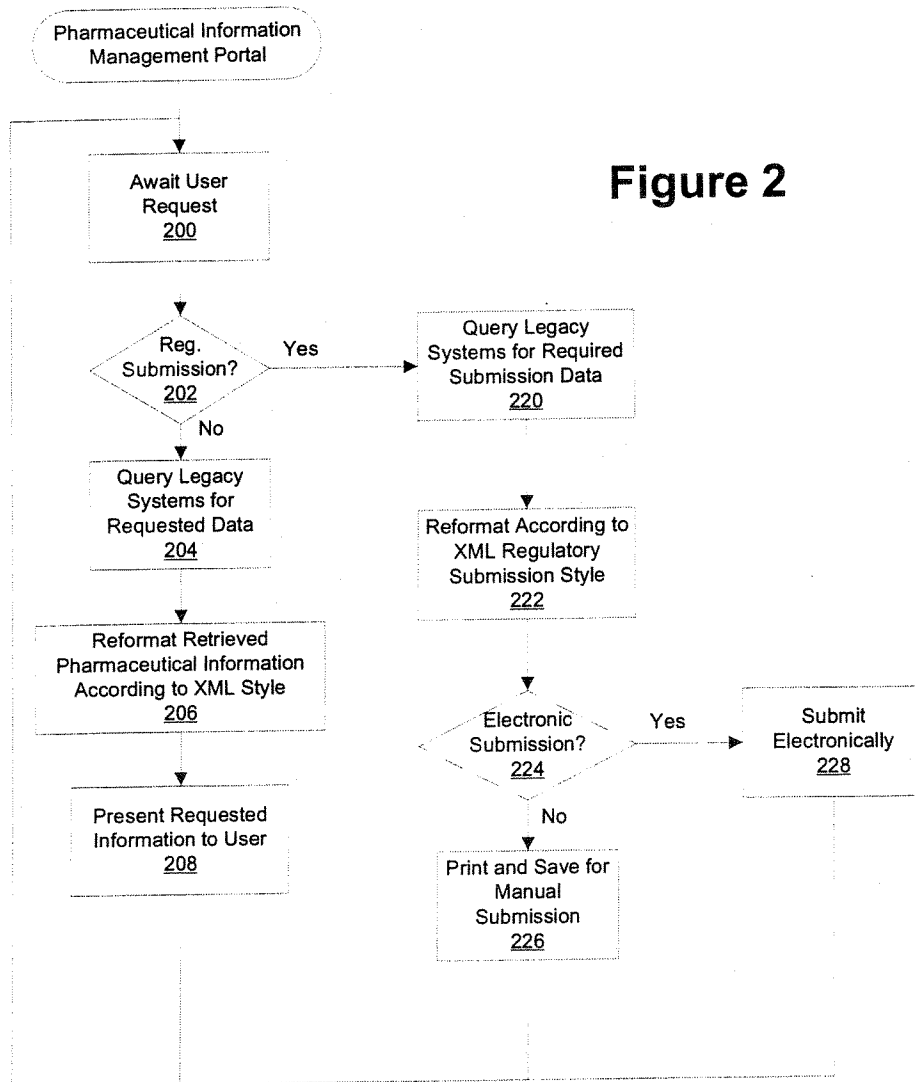 Pharmaceutical Information
Management Portal
Figure 2
Await User
Request
200
Reg.
Submission?
202
Yes
No
Query Legacy
Systems for Required
Submission Data
220
Query Legacy
Systems for
Requested Data
204
Reformat According to
XML Regulatory
Submission Style
222
Reformat Retrieved
Pharmaceutical Information
According to XML Style
206
Electronic
Submission?
224
Yes
No
Submit
Electronically
228
Present Requested
Information to User
208
Print and Save for
Manual
Submission
226